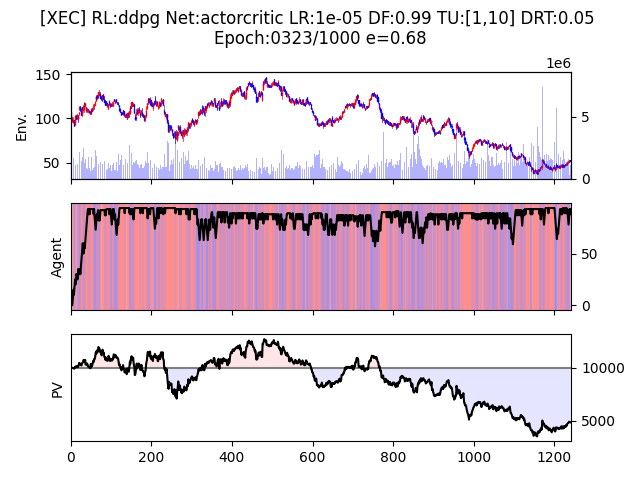 [XEC] RL:ddpg Net:actorcritic LR:1e-05 DF:0.99 TU:[1,10] DRT:0.05
Epoch:0323/1000 e=0.68
1e6
150
100
50
Env.
5
0
Agent
50
0
PV
10000
5000
0 200 400 600 800 1000 1200